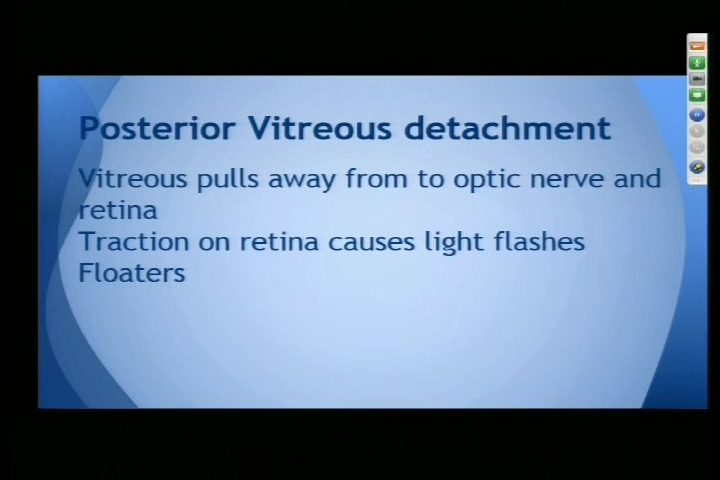 Posterior Vitreous detachment
Vitreous pulls away from to optic nerve and
retina
Traction on retina causes light flashes
Floaters